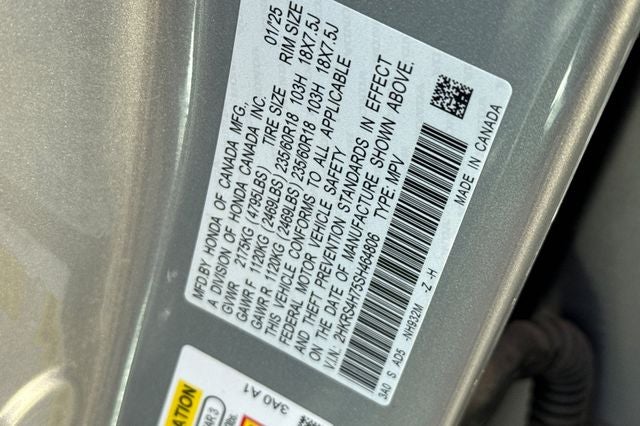 MFD.BY HONDA OF CANADA MFG., 01/25
A DIVISION OF HONDA CANADA INC.
GVWR 2175KG (4795LBS) TIRE SIZE RIM SIZE
GAWR F 1120KG (2469LBS) 235/60R18 103H 18X7.5J
GAWR R 1120KG (2469LBS) 235/60R18 103H 18X7.5J
THIS VEHICLE CONFORMS TO ALL APPLICABLE
FEDERAL MOTOR VEHICLE SAFETY
AND THEFT PREVENTION STANDARDS IN EFFECT
ON THE DATE OF MANUFACTURE SHOWN ABOVE.
V.I.N: 2HKRS4H75SH464806 TYPE: MPV
3A0 S AD5 -NH932M -Z -H MADE IN CANADA
3A0 A1